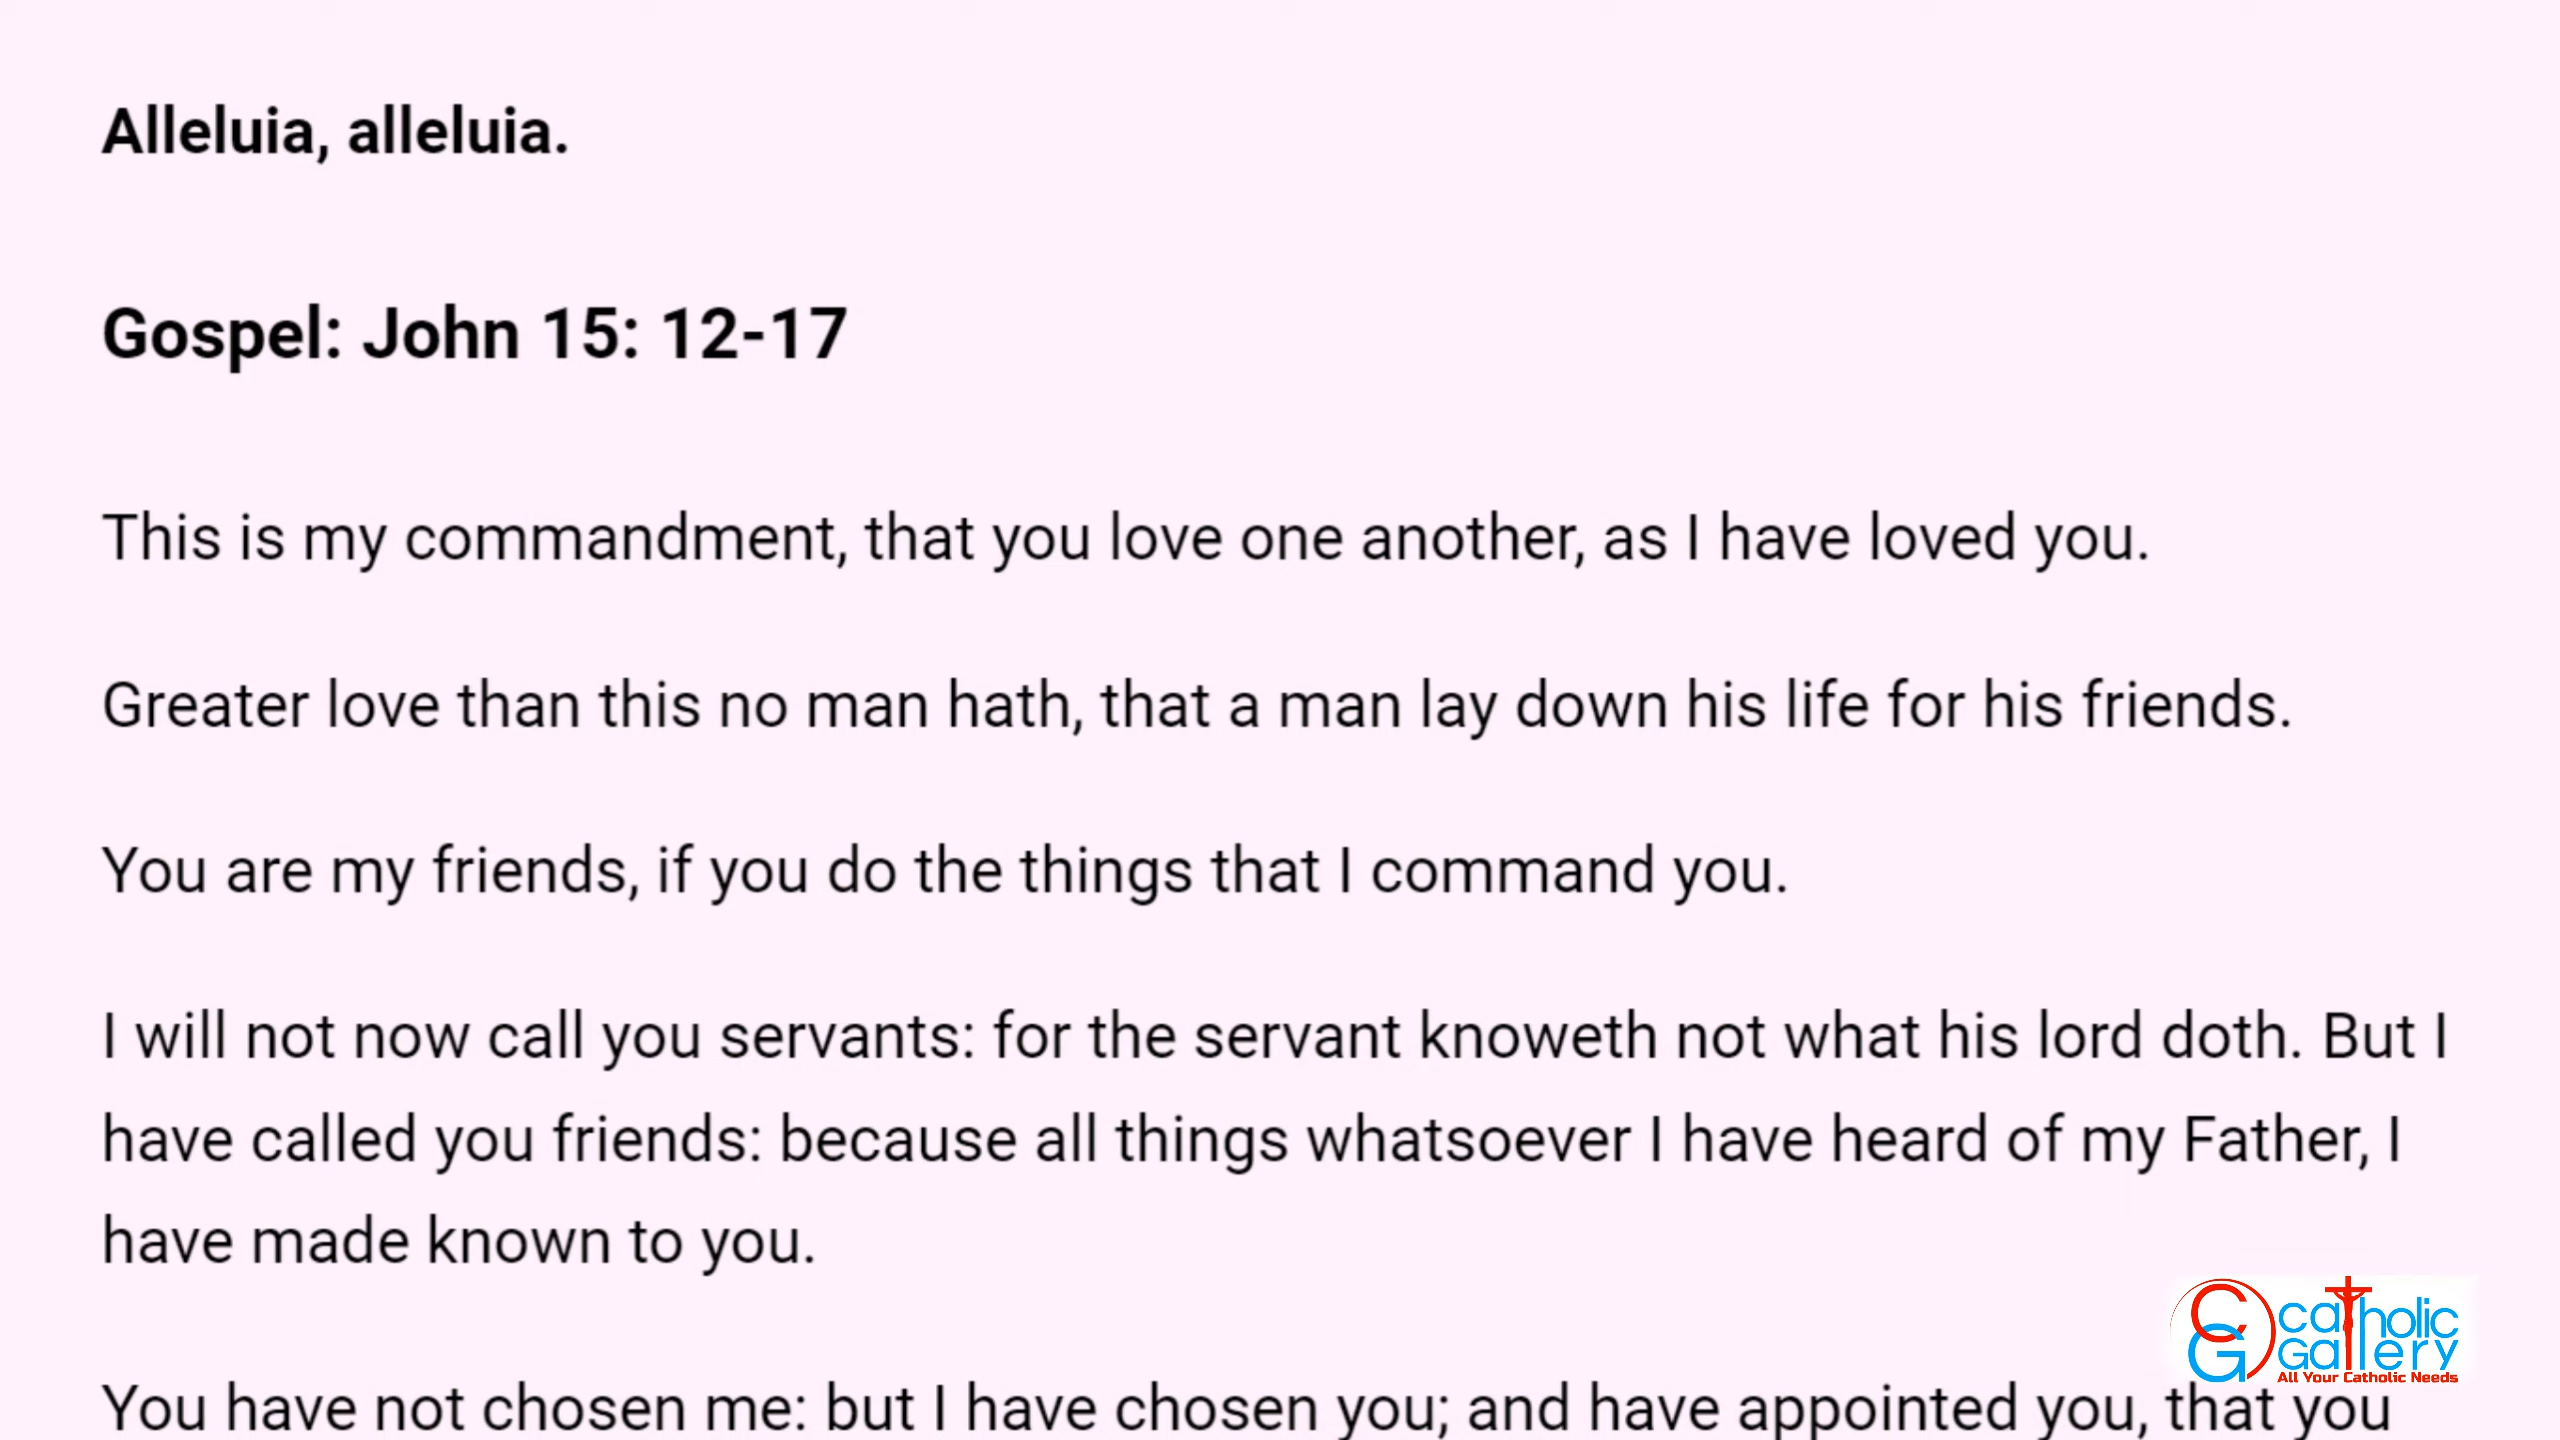 Alleluia, alleluia.
Gospel: John 15: 12-17
This is my commandment, that you love one another, as I have loved you.
Greater love than this no man hath, that a man lay down his life for his friends.
You are my friends, if you do the things that I command you.
I will not now call you servants: for the servant knoweth not what his lord doth. But I
have called you friends: because all things whatsoever I have heard of my Father, I
have made known to you.
You have not chosen me: but I have chosen you; and have appointed you, that you
CG
catholic
Gallery
All Your Catholic Needs